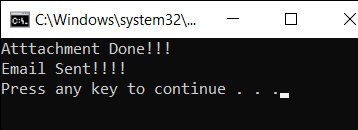 C:\Windows\system32\...
Atttachment Done!!!
Email Sent!!!!
Press any key to continue . . .